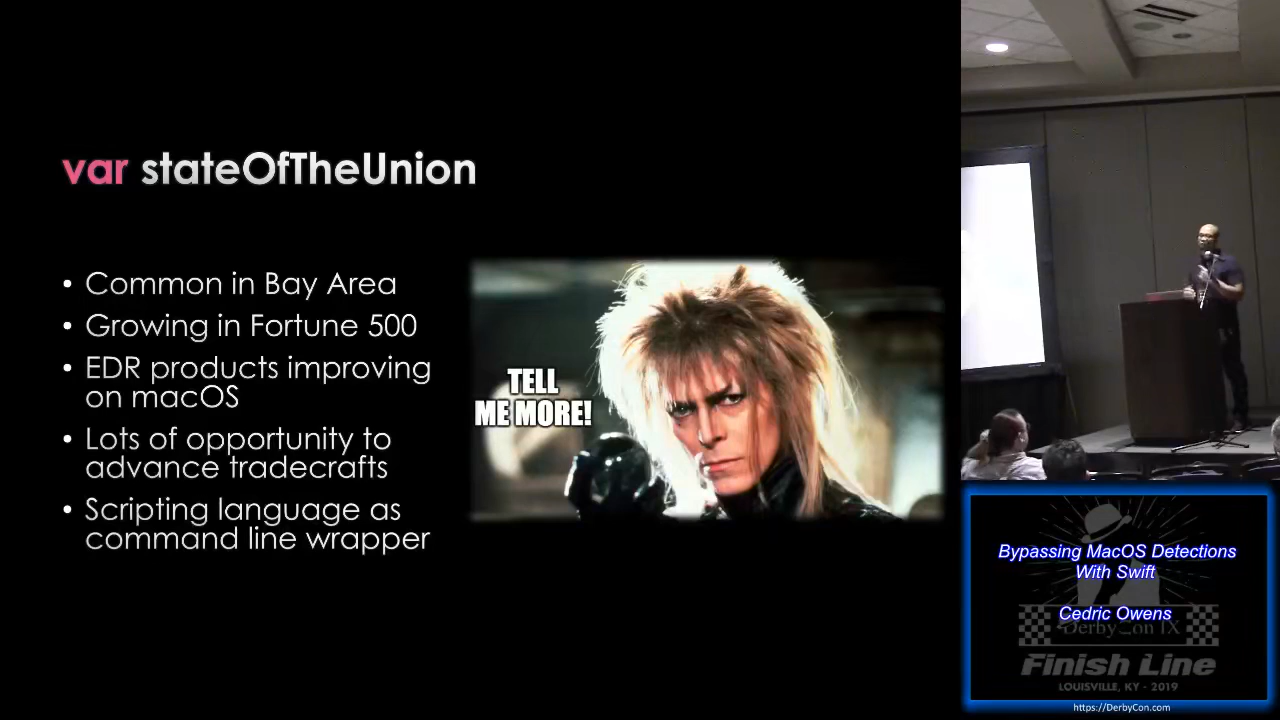 var stateOfTheUnion
• Common in Bay Area
• Growing in Fortune 500
• EDR products improving
on macOS
• Lots of opportunity to
advance tradecrafts
• Scripting language as
command line wrapper
TELL
ME MORE!
Bypassing MacOS Detections
With Swift
Cedric Owens
DerbyCon IX
Finish Line
LOUISVILLE, KY - 2019
https://DerbyCon.com